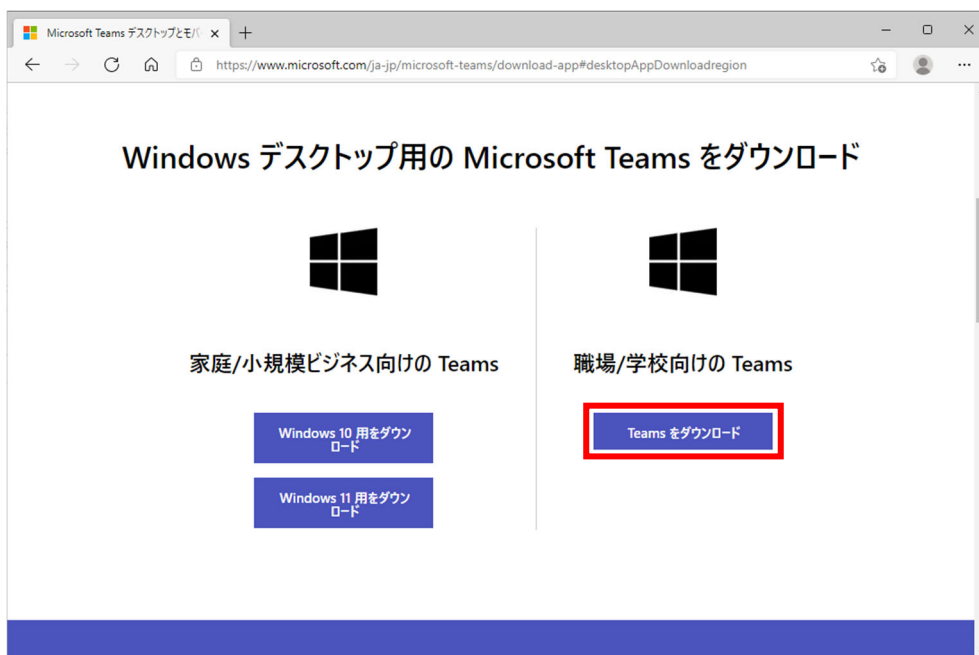 Microsoft Teams デスクトップとモバ
https://www.microsoft.com/ja-jp/microsoft-teams/download-app#desktopAppDownloadregion
Windows デスクトップ用の Microsoft Teams をダウンロード
家庭/小規模ビジネス向けの Teams
Windows 10 用をダウン
ロード
Windows 11 用をダウン
ロード
職場/学校向けの Teams
Teams をダウンロード